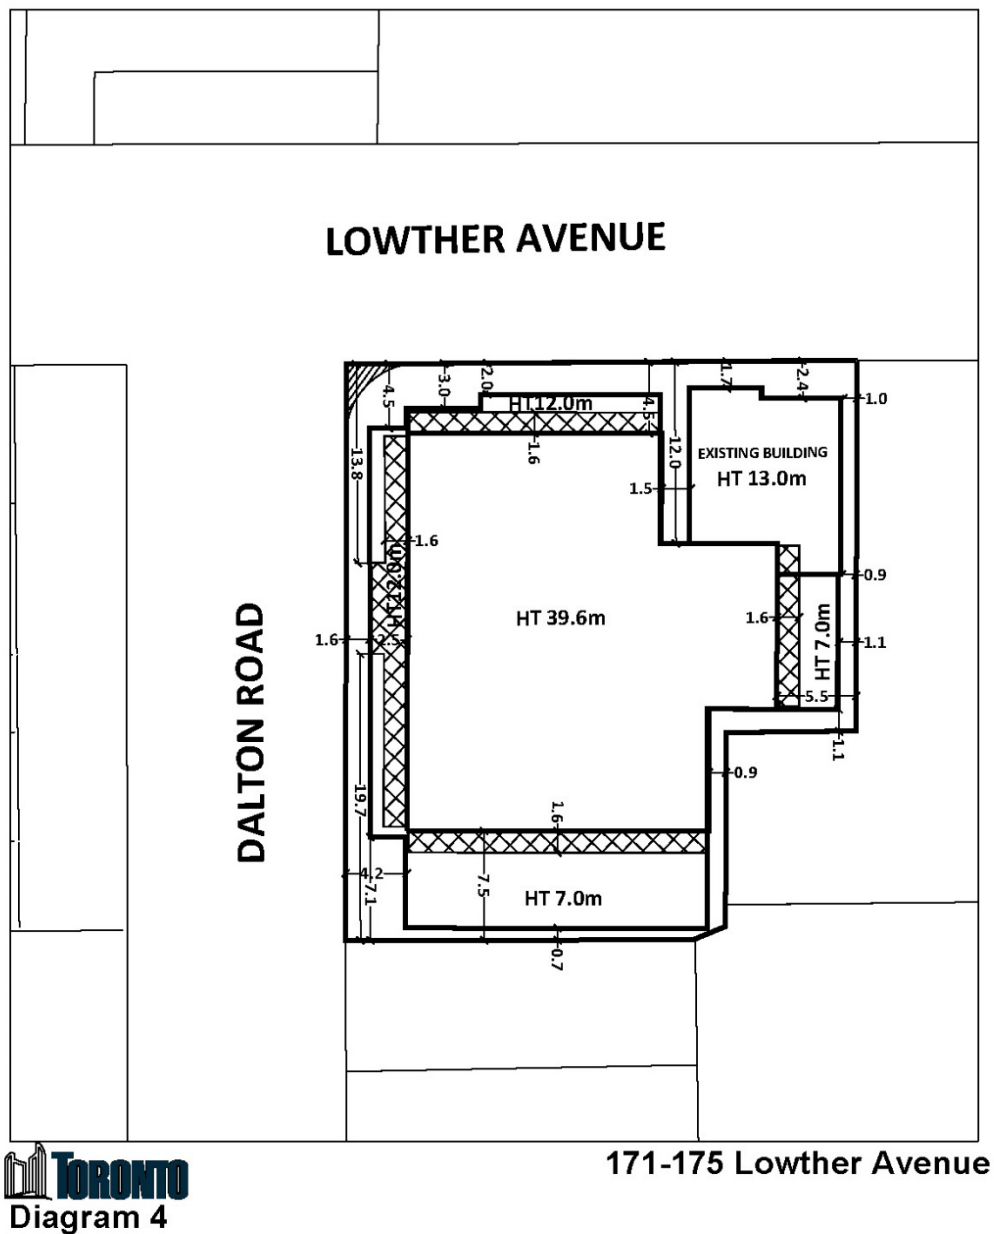 LOWTHER AVENUE
4.5
3.0
2.0
4.5
12.0
1.7
2.4
1.0
HT12.0m
1.6
13.8
EXISTING BUILDING
HT 13.0m
1.5
1.6
HT12.0m
0.9
HT 39.6m
1.6
HT 7.0m
1.6
2.5
1.1
5.5
1.1
DALTON ROAD
0.9
19.7
1.6
4.2
7.1
7.5
HT 7.0m
0.7
TORONTO
171-175 Lowther Avenue
Diagram 4